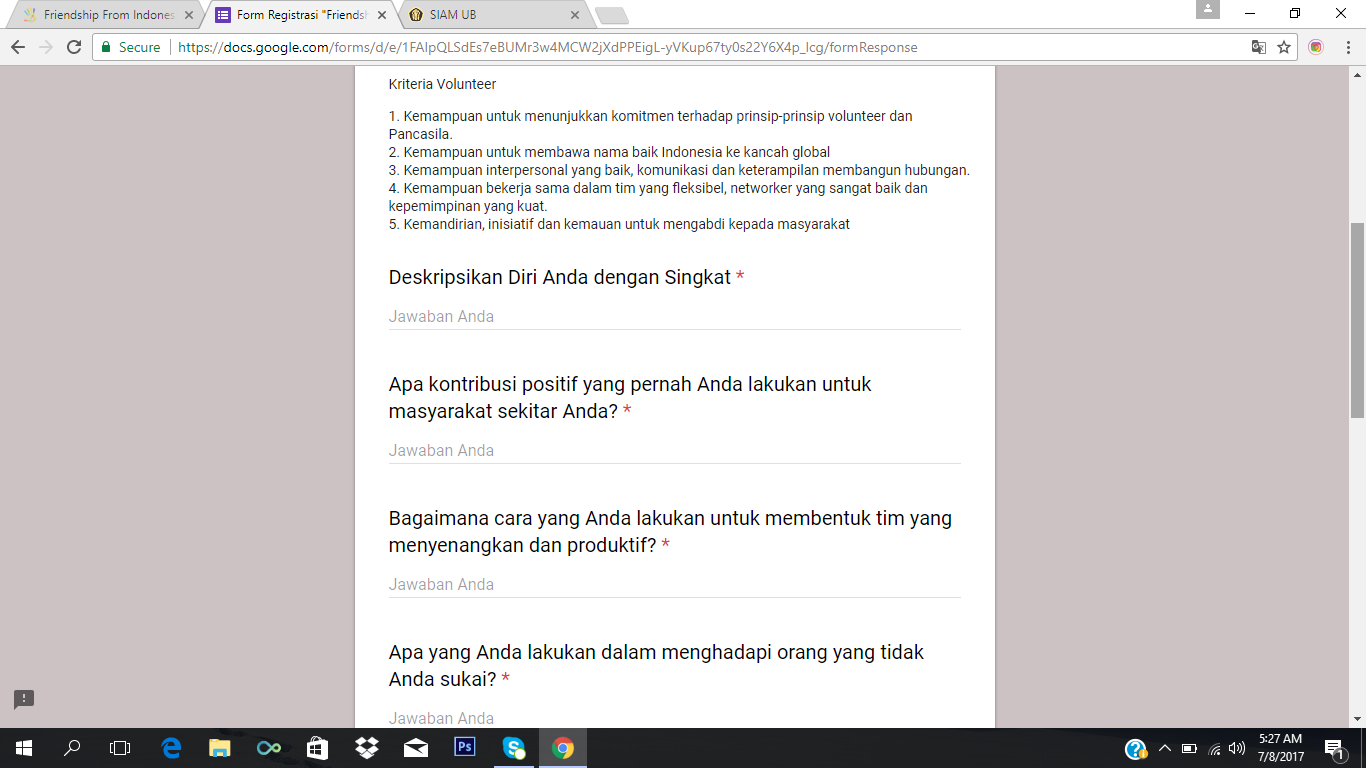 Friendship From Indones
Form Registrasi "Friendsh
SIAM UB
Secure
https://docs.google.com/forms/d/e/1FAIpQLSdEs7eBUMr3w4MCW2jXdPPEigL-yVKup67ty0s22Y6X4p_lcg/formResponse
Kriteria Volunteer
1. Kemampuan untuk menunjukkan komitmen terhadap prinsip-prinsip volunteer dan
Pancasila.
2. Kemampuan untuk membawa nama baik Indonesia ke kancah global
3. Kemampuan interpersonal yang baik, komunikasi dan keterampilan membangun hubungan.
4. Kemampuan bekerja sama dalam tim yang fleksibel, networker yang sangat baik dan
kepemimpinan yang kuat.
5. Kemandirian, inisiatif dan kemauan untuk mengabdi kepada masyarakat
Deskripsikan Diri Anda dengan Singkat *
Jawaban Anda
Apa kontribusi positif yang pernah Anda lakukan untuk
masyarakat sekitar Anda? *
Jawaban Anda
Bagaimana cara yang Anda lakukan untuk membentuk tim yang
menyenangkan dan produktif? *
Jawaban Anda
Apa yang Anda lakukan dalam menghadapi orang yang tidak
Anda sukai? *
Jawaban Anda
Ps
5:27 AM
7/8/2017
1